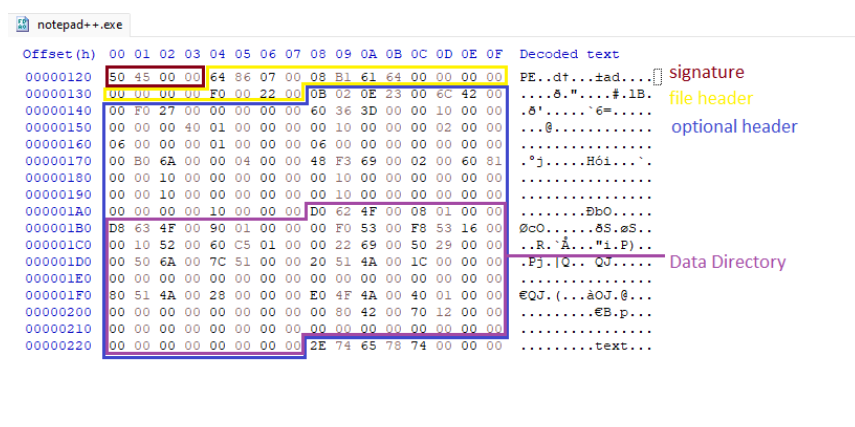 notepad++.exe
Offset(h) 00 01 02 03 04 05 06 07 08 09 0A 0B 0C 0D 0E 0F Decoded text
00000120 50 45 00 00 64 86 07 00 08 B1 61 64 00 00 00 00 PE..d†...±ad.... signature
00000130 00 00 00 00 F0 00 22 00 0B 02 0E 23 00 6C 42 00 ....ð."....#.lB. file header
00000140 00 F0 27 00 00 00 00 00 60 36 3D 00 00 10 00 00 .ð'.....`6=.....
00000150 00 00 00 40 01 00 00 00 00 10 00 00 00 02 00 00 ...@............ optional header
00000160 06 00 00 00 01 00 00 00 06 00 00 00 00 00 00 00 ................
00000170 00 B0 6A 00 00 04 00 00 48 F3 69 00 02 00 60 81 .°j.....Hói...`.
00000180 00 00 10 00 00 00 00 00 00 10 00 00 00 00 00 00 ................
00000190 00 00 10 00 00 00 00 00 00 10 00 00 00 00 00 00 ................
000001A0 00 00 00 00 10 00 00 00 D0 62 4F 00 08 01 00 00 ........ÐbO.....
000001B0 D8 63 4F 00 90 01 00 00 00 F0 53 00 F8 53 16 00 ØcO......ðS.øS..
000001C0 00 10 52 00 60 C5 01 00 00 22 69 00 50 29 00 00 ..R.`Å..."i.P)..
000001D0 00 50 6A 00 7C 51 00 00 20 51 4A 00 1C 00 00 00 .Pj.|Q.. QJ..... Data Directory
000001E0 00 00 00 00 00 00 00 00 00 00 00 00 00 00 00 00 ................
000001F0 80 51 4A 00 28 00 00 00 E0 4F 4A 00 40 01 00 00 €QJ.(...àOJ.@...
00000200 00 00 00 00 00 00 00 00 00 80 42 00 70 12 00 00 .........€B.p...
00000210 00 00 00 00 00 00 00 00 00 00 00 00 00 00 00 00 ................
00000220 00 00 00 00 00 00 00 00 2E 74 65 78 74 00 00 00 .........text...